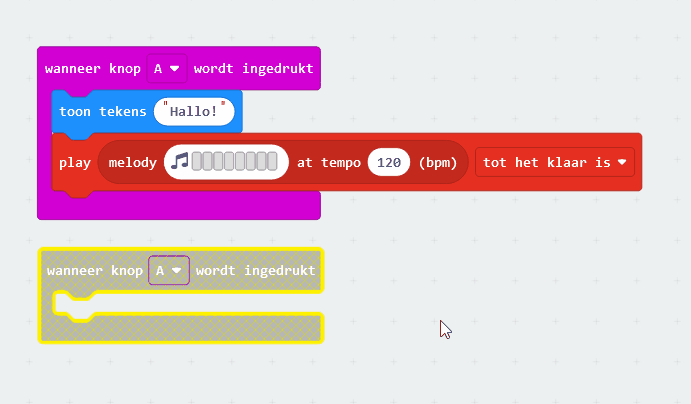 wanneer knop A wordt ingedrukt
toon tekens "Hallo!"
play melody at tempo 120 (bpm) tot het klaar is
wanneer knop A wordt ingedrukt